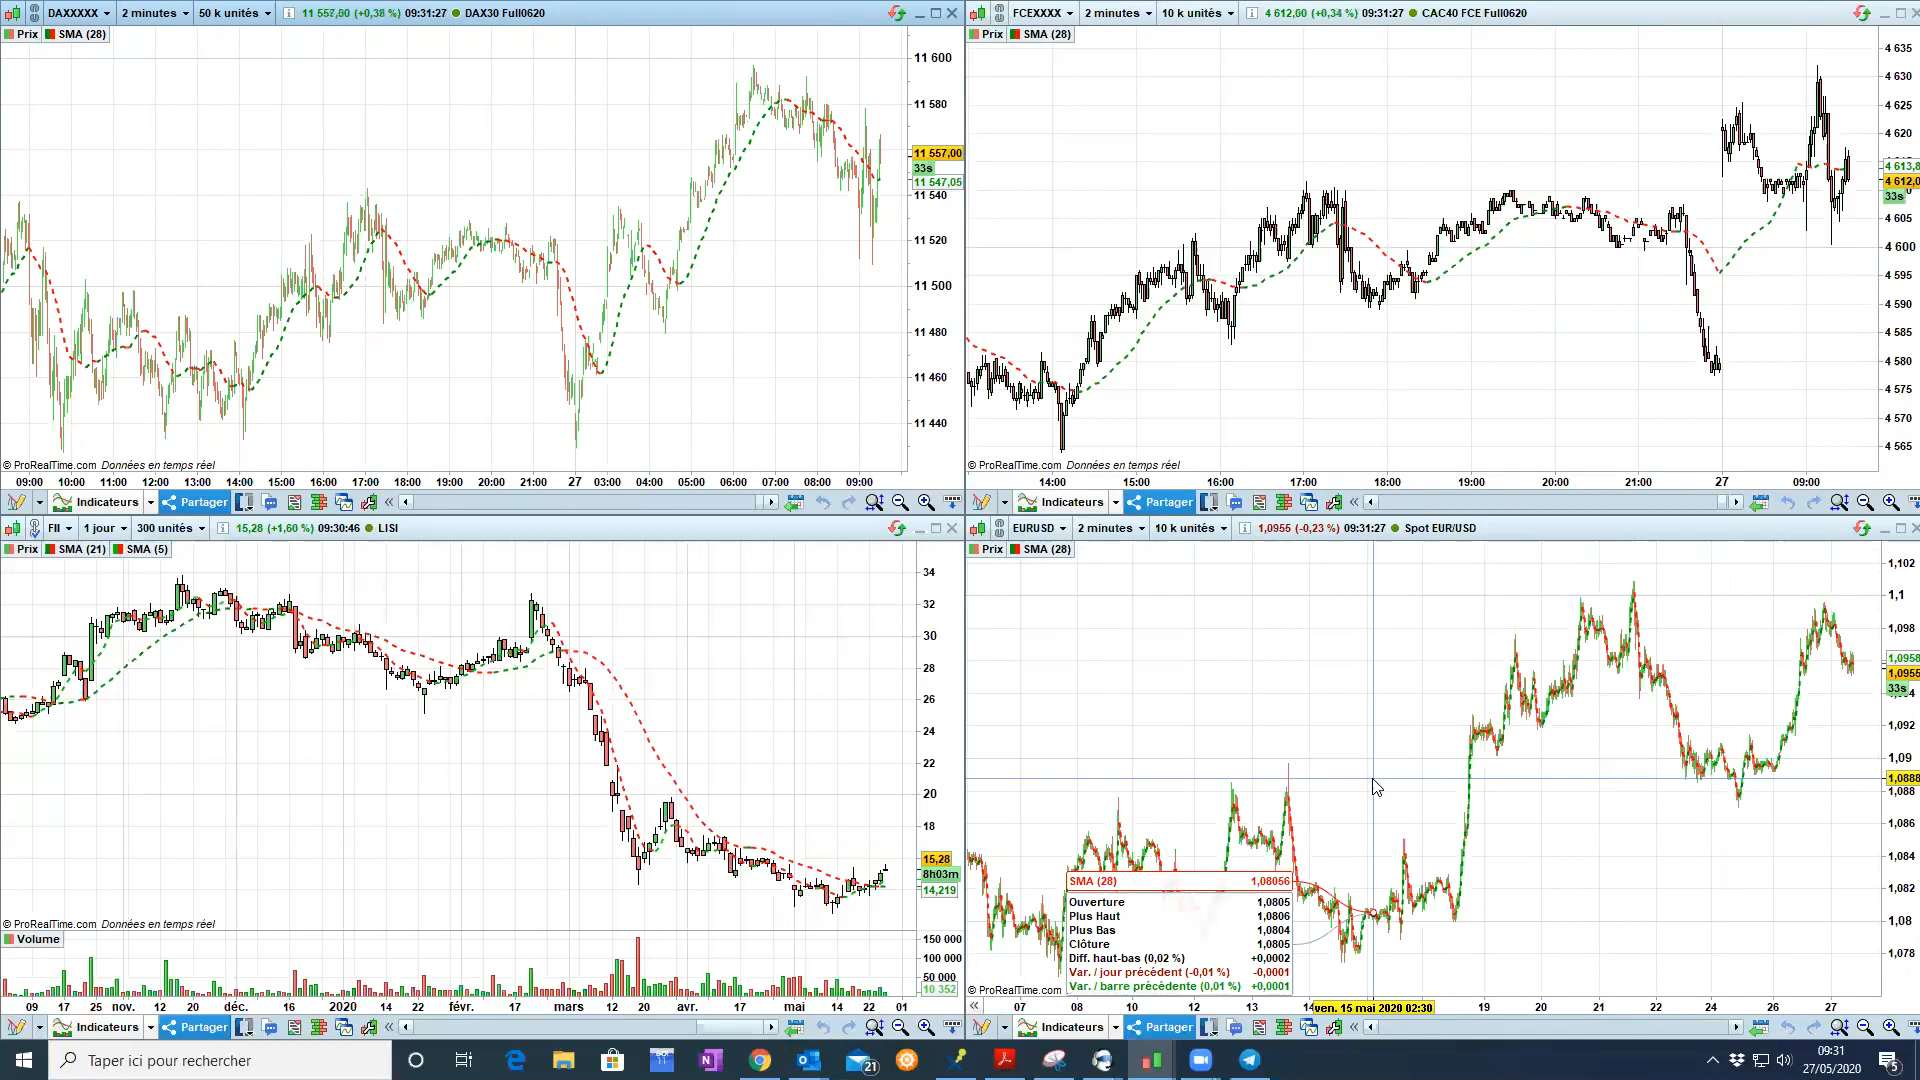 DAXXXXX 2 minutes 50 k unités 11 557,00 (+0,38 %) 09:31:27 DAX30 Full0620
Prix SMA (28)
11 600
11 580
11 557,00
33s
11 547,05
11 540
11 520
11 500
11 480
11 460
11 440
© ProRealTime.com Données en temps réel
09:00 10:00 11:00 12:00 13:00 14:00 15:00 16:00 17:00 18:00 19:00 20:00 21:00 27 03:00 04:00 05:00 06:00 07:00 08:00 09:00
Indicateurs Partager
FCEXXXX 2 minutes 10 k unités 4 612,00 (+0,34 %) 09:31:27 CAC40 FCE Full0620
Prix SMA (28)
4 635
4 630
4 625
4 620
4 613,8
4 612,0
33s
4 605
4 600
4 595
4 590
4 585
4 580
4 575
4 570
4 565
© ProRealTime.com Données en temps réel
14:00 15:00 16:00 17:00 18:00 19:00 20:00 21:00 27 09:00
Indicateurs Partager
FII 1 jour 300 unités 15,28 (+1,60 %) 09:30:46 LISI
Prix SMA (21) SMA (5)
34
32
30
28
26
24
22
20
18
15,28
8h03m
14,219
© ProRealTime.com Données en temps réel
Volume
150 000
100 000
50 000
10 352
09 17 25 nov. 12 20 déc. 16 2020 14 22 févr. 17 mars 12 20 avr. 17 mai 14 22 01
Indicateurs Partager
EURUSD 2 minutes 10 k unités 1,0955 (-0,23 %) 09:31:27 Spot EUR/USD
Prix SMA (28)
1,102
1,1
1,098
1,0958
1,0955
33s
1,092
1,09
1,0888
1,088
1,086
1,084
1,082
1,08
1,078
SMA (28) 1,08056
Ouverture 1,0805
Plus Haut 1,0806
Plus Bas 1,0804
Clôture 1,0805
Diff. haut-bas (0,02 %) +0,0002
Var. / jour précédent (-0,01 %) -0,0001
Var. / barre précédente (0,01 %) +0,0001
© ProRealTime.com
07 08 10 12 13 14 ven. 15 mai 2020 02:30 19 20 21 22 24 26 27
Indicateurs Partager
Taper ici pour rechercher
21
09:31
27/05/2020
5